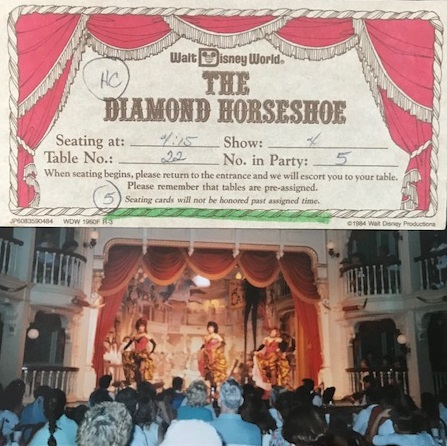 HC
Walt Disney World®
THE
DIAMOND HORSESHOE
Seating at: 4:15 Show: 4
Table No.: 22 No. in Party: 5
When seating begins, please return to the entrance and we will escort you to your table.
Please remember that tables are pre-assigned.
5 Seating cards will not be honored past assigned time.
JP6083590484 WDW 1960F R-3 ©1984 Walt Disney Productions